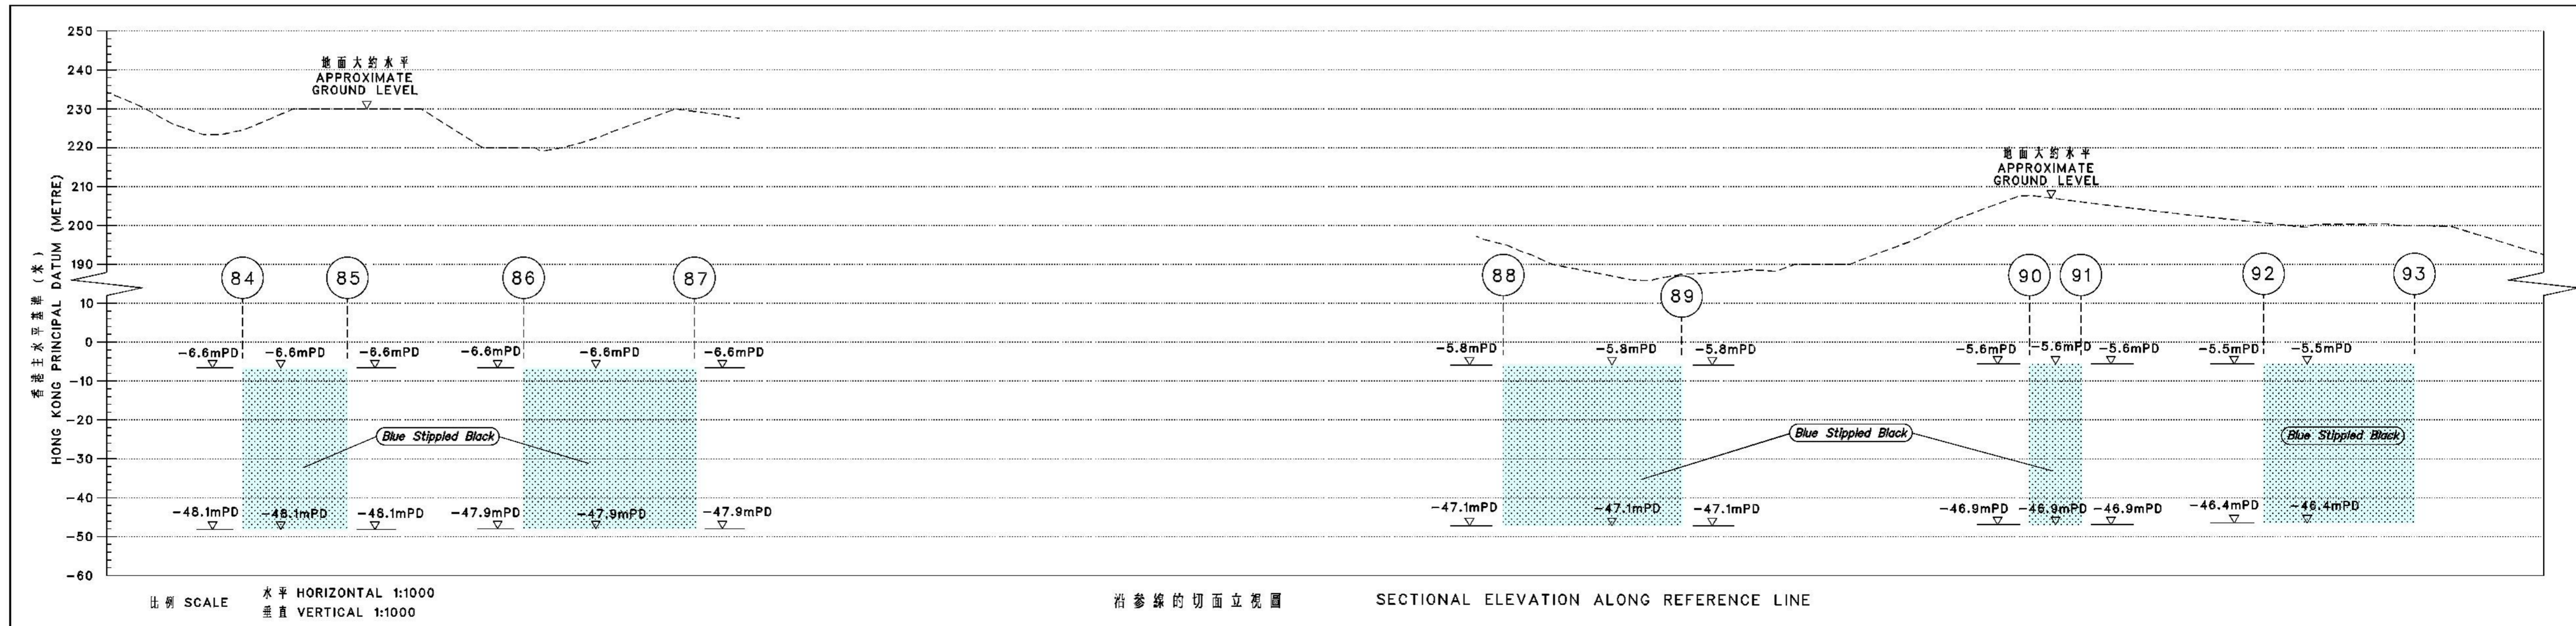 250
240
230
220
210
200
190
10
0
-10
-20
-30
-40
-50
-60
香港主水平基準 (米)
HONG KONG PRINCIPAL DATUM (METRE)
地面大約水平
APPROXIMATE
GROUND LEVEL
地面大約水平
APPROXIMATE
GROUND LEVEL
84 85 86 87 88 89 90 91 92 93
-6.6mPD -6.6mPD -6.6mPD -6.6mPD -6.6mPD -6.6mPD -5.8mPD -5.8mPD -5.8mPD -5.6mPD -5.6mPD -5.6mPD -5.5mPD -5.5mPD
Blue Stippled Black Blue Stippled Black Blue Stippled Black
-48.1mPD -48.1mPD -48.1mPD -47.9mPD -47.9mPD -47.9mPD -47.1mPD -47.1mPD -47.1mPD -46.9mPD -46.9mPD -46.9mPD -46.4mPD -46.4mPD
比例 SCALE
水平 HORIZONTAL 1:1000
垂直 VERTICAL 1:1000
沿參線的切面立視圖 SECTIONAL ELEVATION ALONG REFERENCE LINE